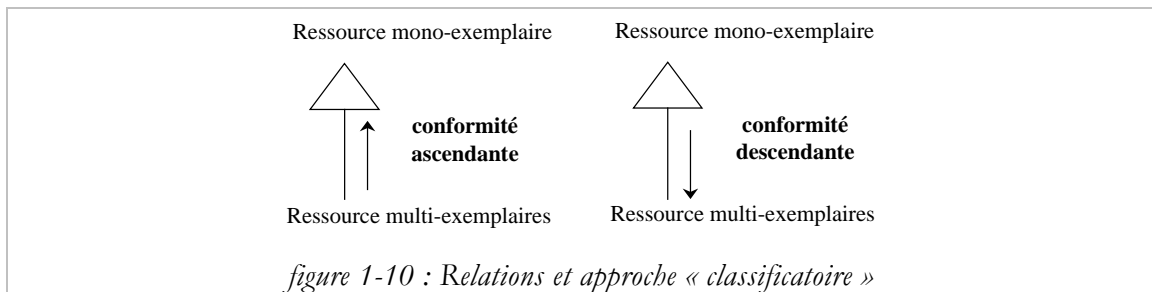 Ressource mono-exemplaire
Ressource mono-exemplaire
conformité
ascendante
conformité
descendante
Ressource multi-exemplaires
Ressource multi-exemplaires
figure 1-10 : Relations et approche « classificatoire »